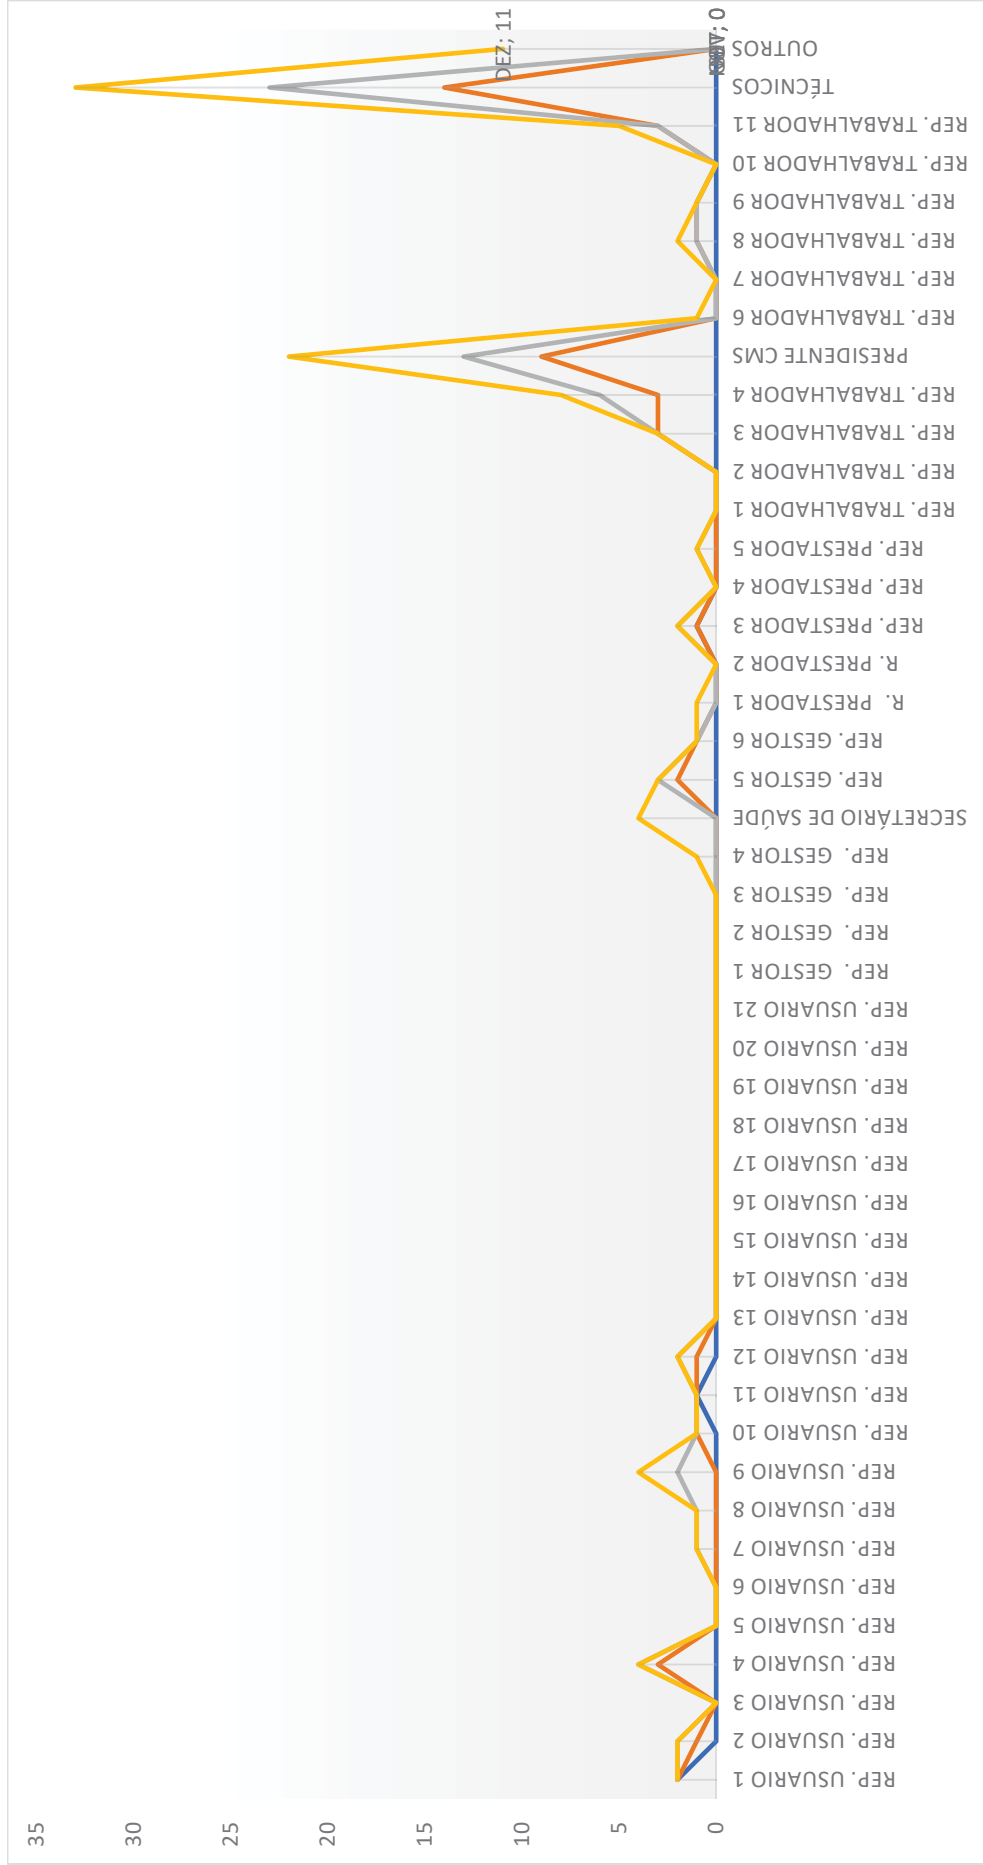 35
30
25
20
15
10
5
0
DEZ; 11
OUTROS
TÉCNICOS
REP. TRABALHADOR 11
REP. TRABALHADOR 10
REP. TRABALHADOR 9
REP. TRABALHADOR 8
REP. TRABALHADOR 7
REP. TRABALHADOR 6
PRESIDENTE CMS
REP. TRABALHADOR 4
REP. TRABALHADOR 3
REP. TRABALHADOR 2
REP. TRABALHADOR 1
REP. PRESTADOR 5
REP. PRESTADOR 4
REP. PRESTADOR 3
R. PRESTADOR 2
R. PRESTADOR 1
REP. GESTOR 6
REP. GESTOR 5
SECRETÁRIO DE SAÚDE
REP. GESTOR 4
REP. GESTOR 3
REP. GESTOR 2
REP. GESTOR 1
REP. USUARIO 21
REP. USUARIO 20
REP. USUARIO 19
REP. USUARIO 18
REP. USUARIO 17
REP. USUARIO 16
REP. USUARIO 15
REP. USUARIO 14
REP. USUARIO 13
REP. USUARIO 12
REP. USUARIO 11
REP. USUARIO 10
REP. USUARIO 9
REP. USUARIO 8
REP. USUARIO 7
REP. USUARIO 6
REP. USUARIO 5
REP. USUARIO 4
REP. USUARIO 3
REP. USUARIO 2
REP. USUARIO 1